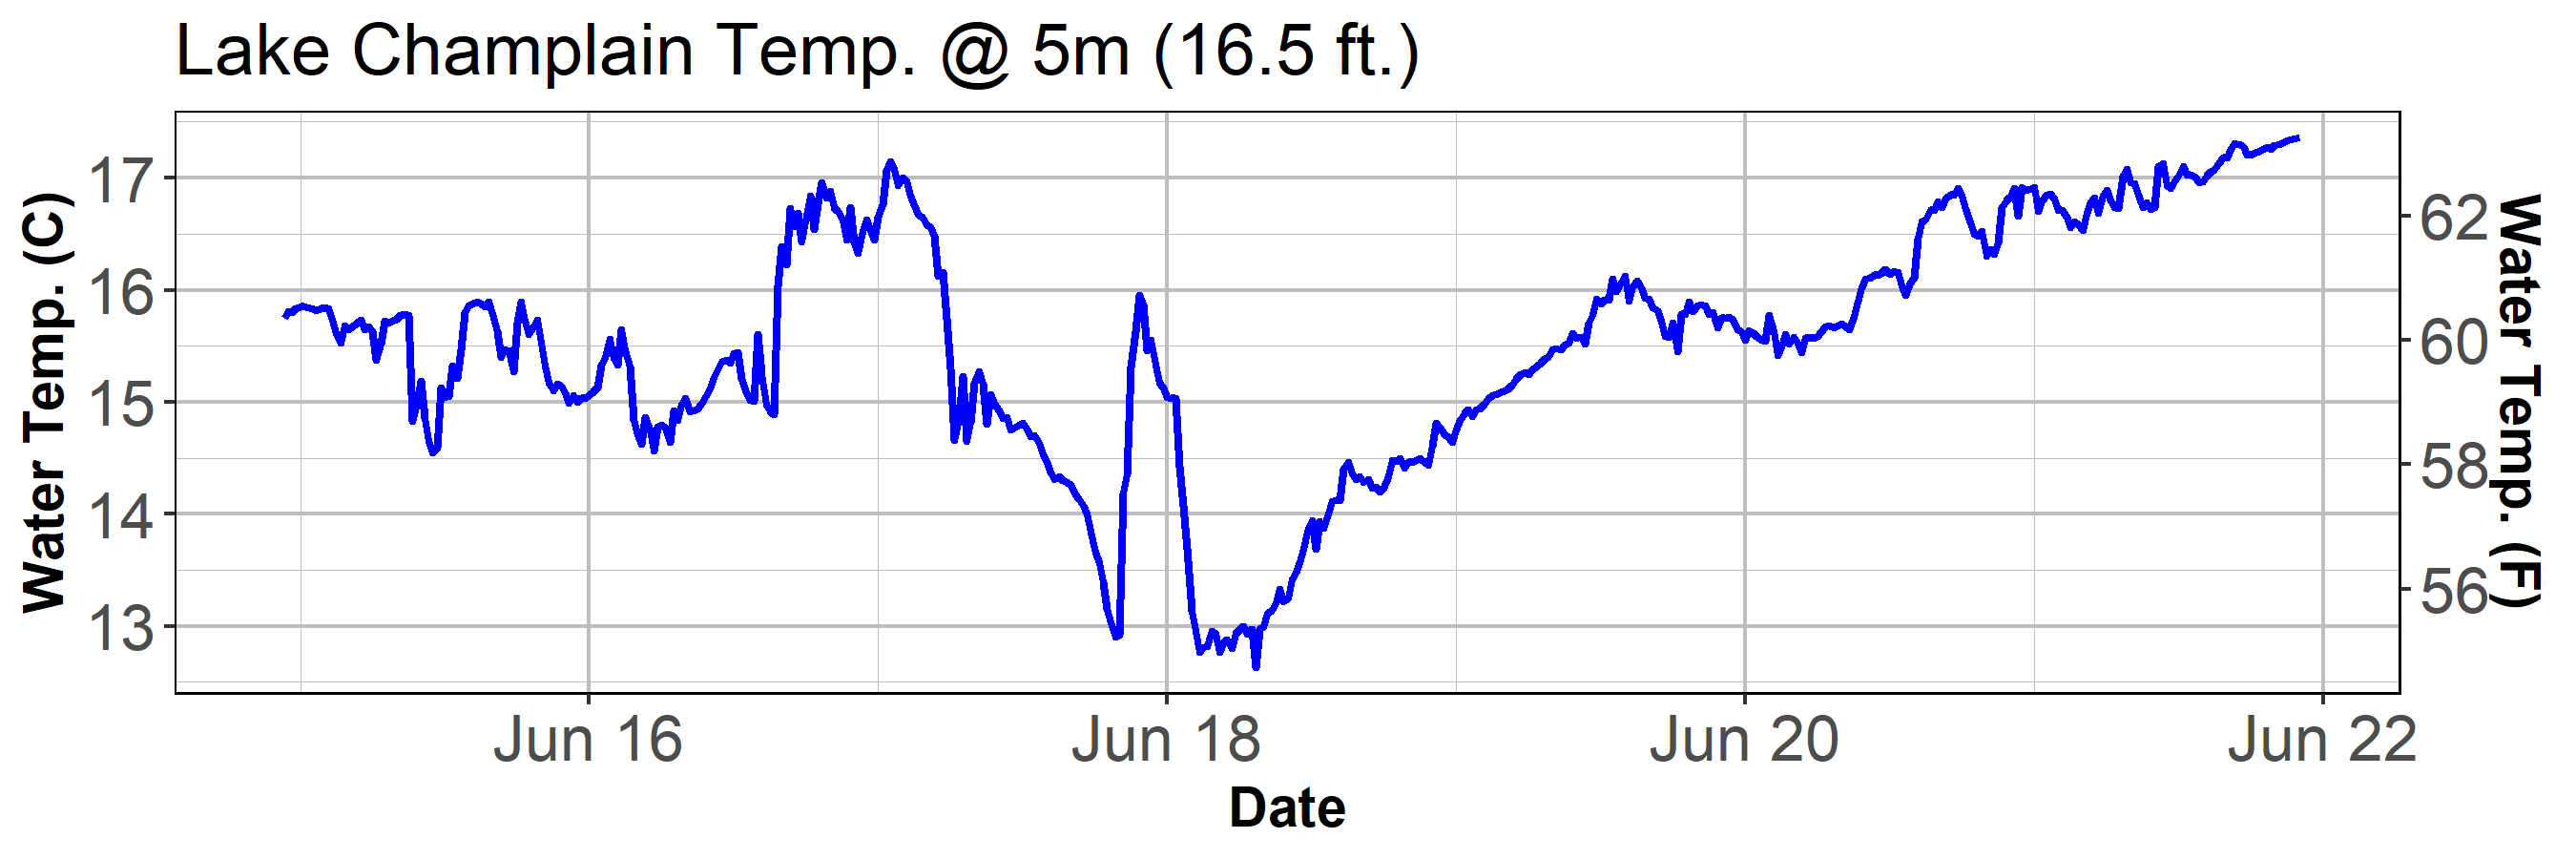 Lake Champlain Temp. @ 5m (16.5 ft.)
Water Temp. (C)
17
16
15
14
13
62
60
58
56
Water Temp. (F)
Jun 16
Jun 18
Jun 20
Jun 22
Date